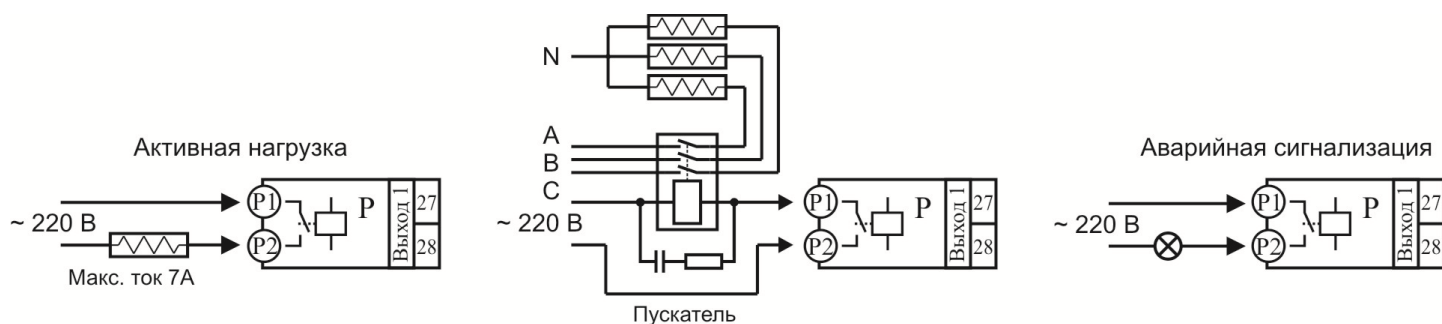 Активная нагрузка
~ 220 В
Макс. ток 7А
P1
P2
Р
Выход 1
27
28
N
A
B
C
~ 220 В
Пускатель
P1
P2
Р
Выход 1
27
28
Аварийная сигнализация
~ 220 В
P1
P2
Р
Выход 1
27
28